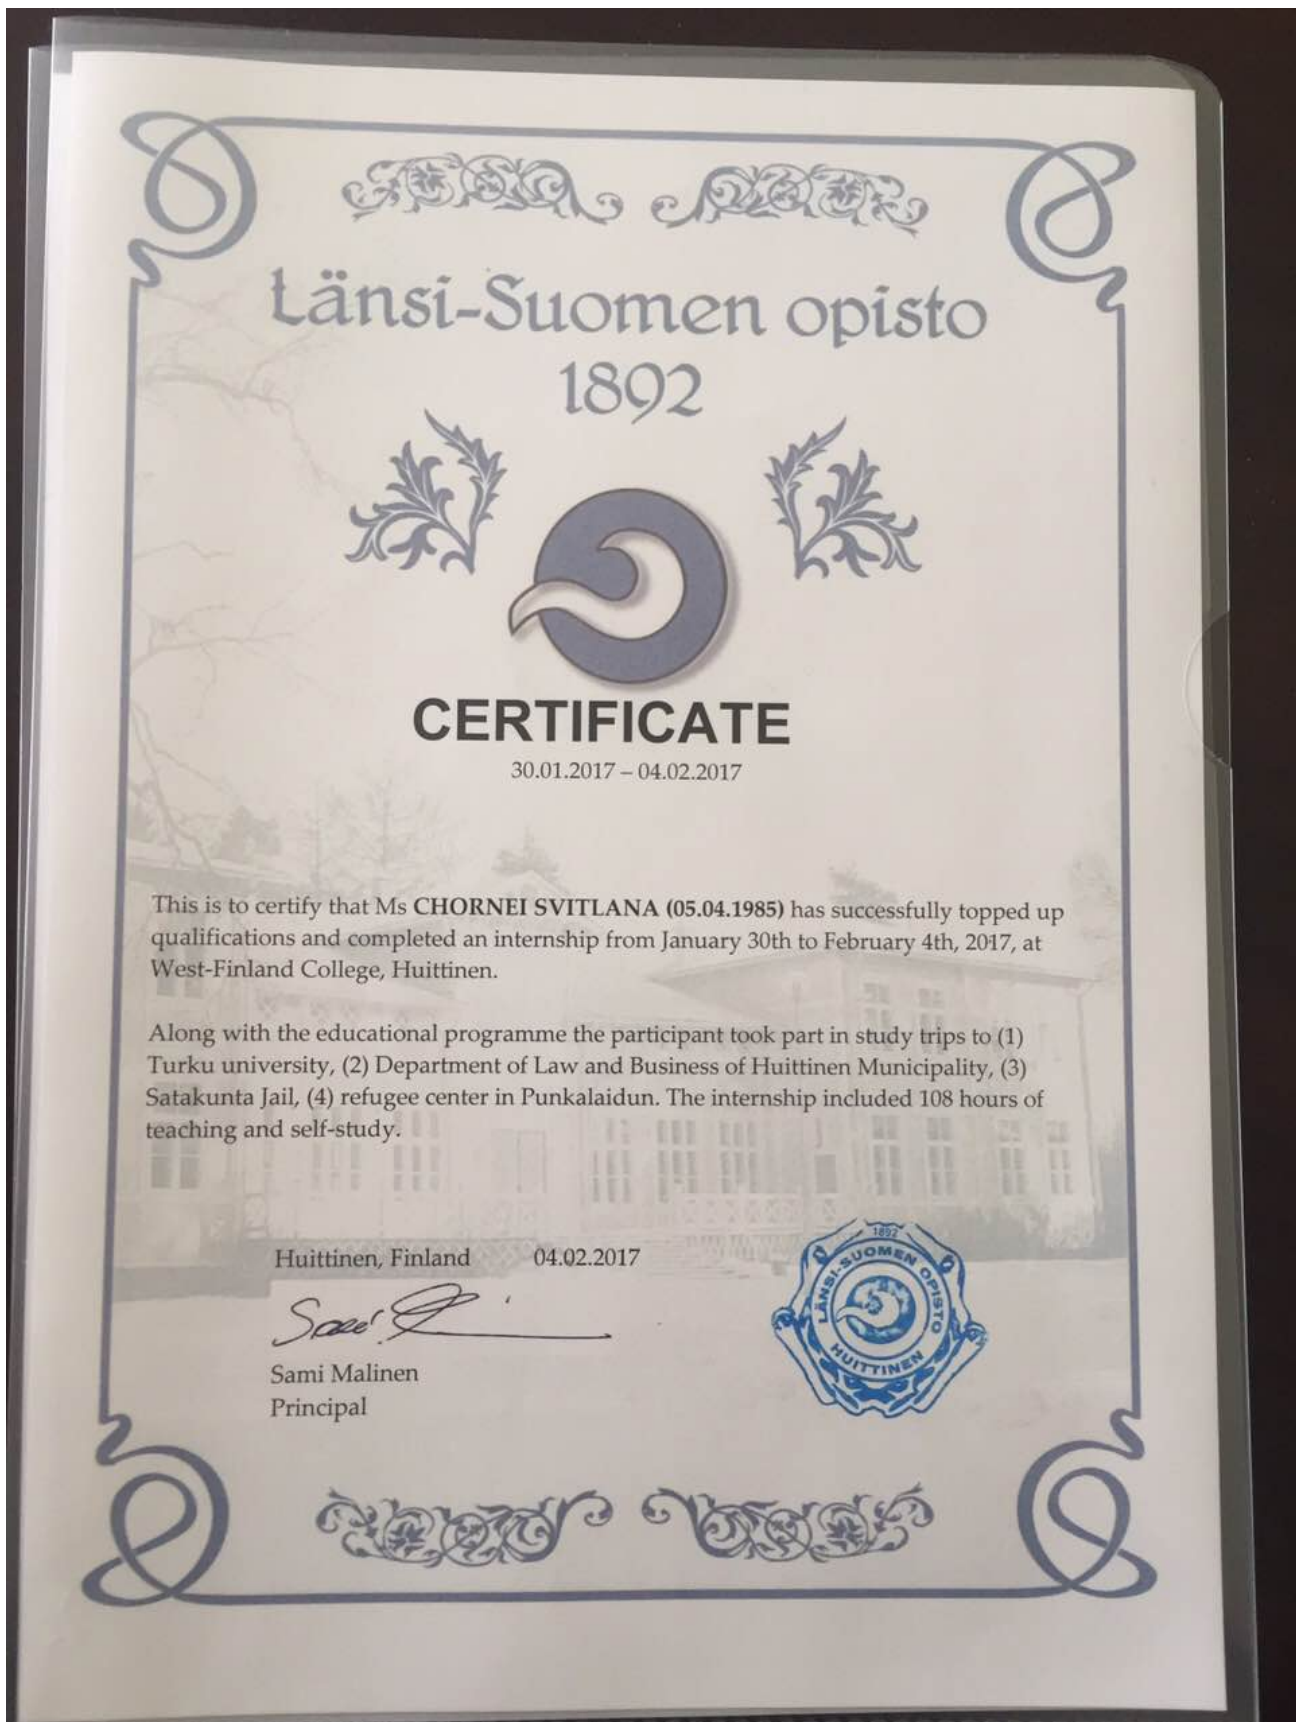 Länsi-Suomen opisto
1892
CERTIFICATE
30.01.2017 – 04.02.2017
This is to certify that Ms CHORNEI SVITLANA (05.04.1985) has successfully topped up
qualifications and completed an internship from January 30th to February 4th, 2017, at
West-Finland College, Huittinen.
Along with the educational programme the participant took part in study trips to (1)
Turku university, (2) Department of Law and Business of Huittinen Municipality, (3)
Satakunta Jail, (4) refugee center in Punkalaidun. The internship included 108 hours of
teaching and self-study.
Huittinen, Finland 04.02.2017
Sami Malinen
Principal
1892
LÄNSI-SUOMEN OPISTO
HUITTINEN